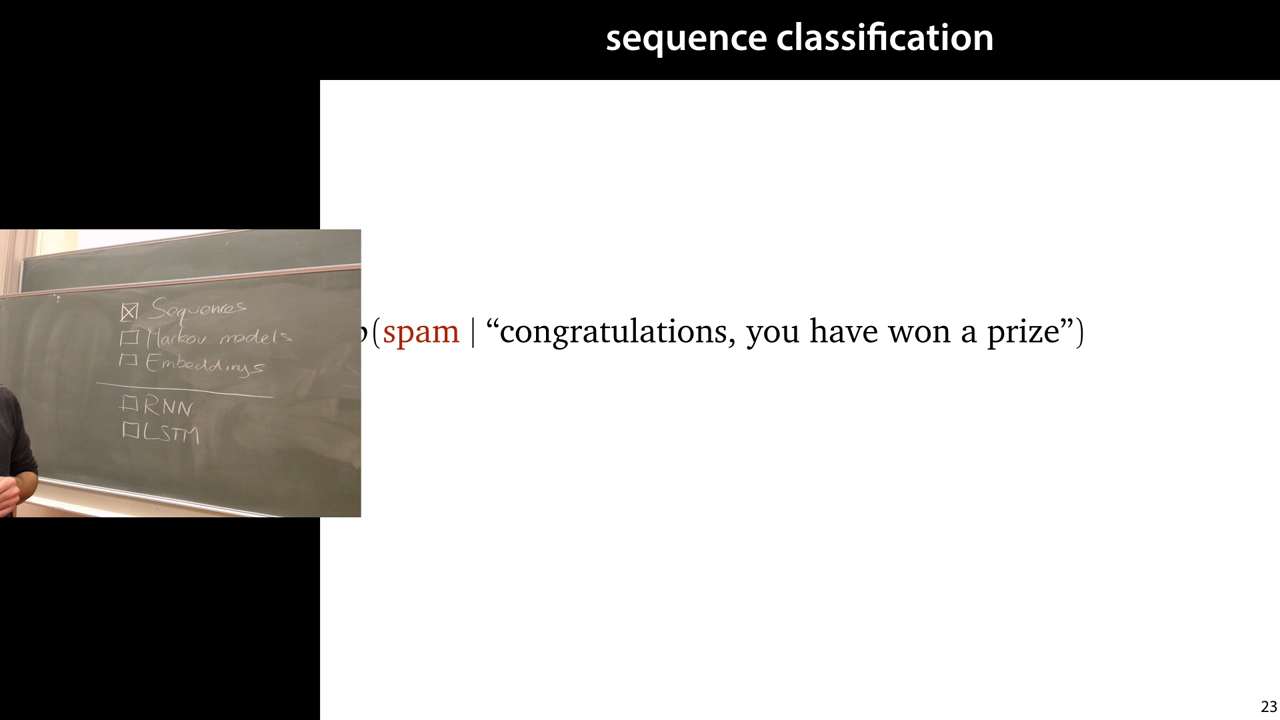 sequence classification
Sequences
Markov models
Embeddings
RNN
LSTM
p(spam | “congratulations, you have won a prize”)
23